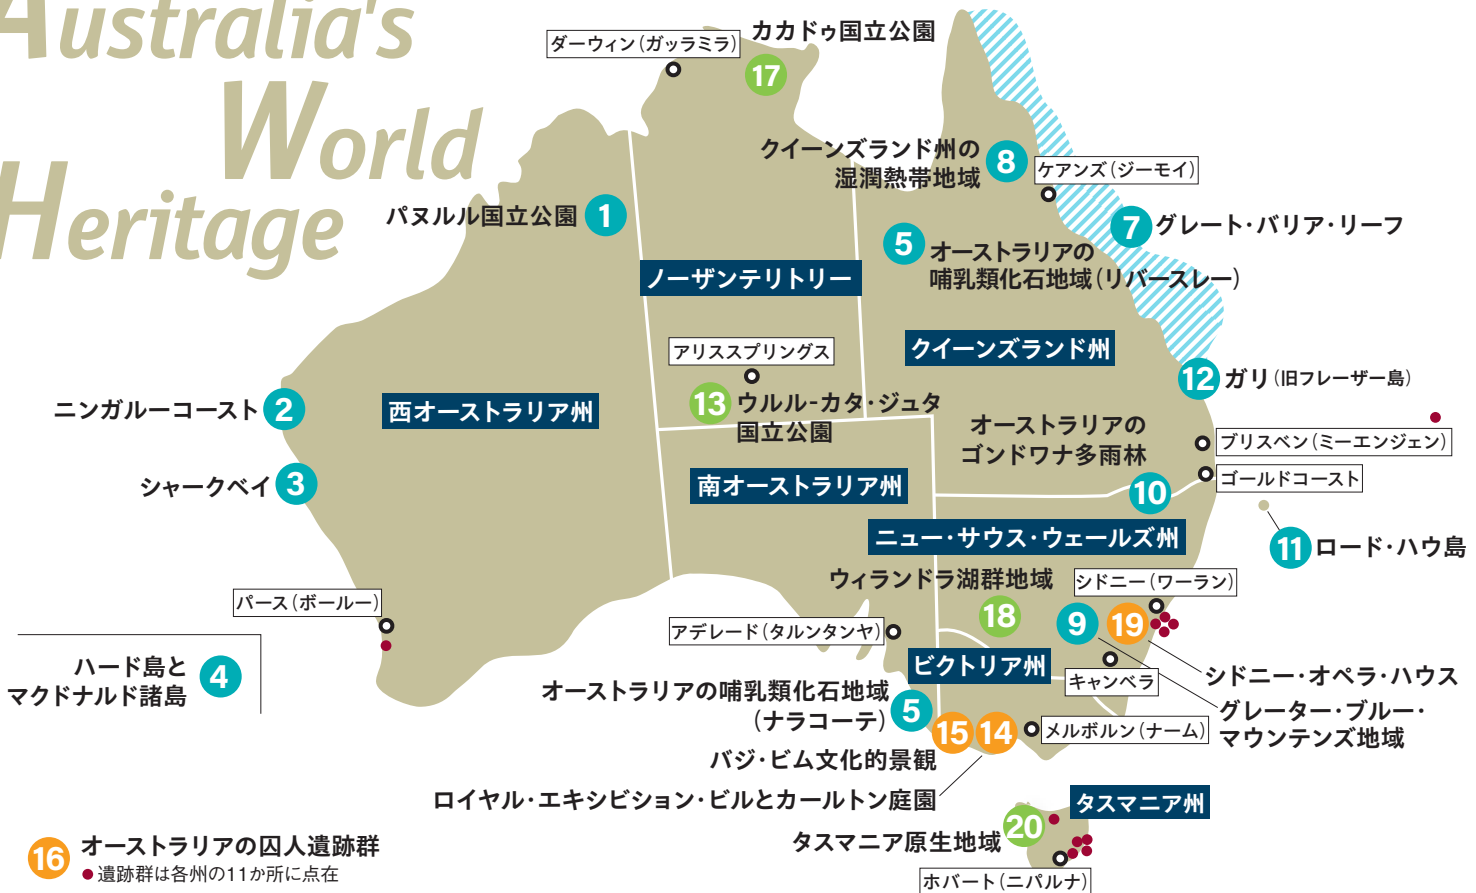 Australia's
World
Heritage
カカドゥ国立公園
ダーウィン(ガッラミラ)
17
クイーンズランド州の
湿潤熱帯地域
8
ケアンズ(ジーモイ)
パヌルル国立公園
1
7
グレート・バリア・リーフ
5
オーストラリアの
哺乳類化石地域(リバースレー)
ノーザンテリトリー
クイーンズランド州
アリススプリングス
12
ガリ(旧フレーザー島)
ニンガルーコースト
2
西オーストラリア州
13
ウルル-カタ・ジュタ
国立公園
オーストラリアの
ゴンドワナ多雨林
10
ブリスベン(ミーエンジェン)
ゴールドコースト
シャークベイ
3
南オーストラリア州
ニュー・サウス・ウェールズ州
11
ロード・ハウ島
ウィランドラ湖群地域
18
シドニー(ワーラン)
パース(ボールー)
アデレード(タルンタンヤ)
9
19
ハード島と
マクドナルド諸島
4
ビクトリア州
キャンベラ
シドニー・オペラ・ハウス
オーストラリアの哺乳類化石地域
(ナラコーテ)
5
グレーター・ブルー・
マウンテンズ地域
15
14
メルボルン(ナーム)
バジ・ビム文化的景観
ロイヤル・エキシビション・ビルとカールトン庭園
タスマニア州
20
タスマニア原生地域
16
オーストラリアの囚人遺跡群
遺跡群は各州の11か所に点在
ホバート(ニパルナ)